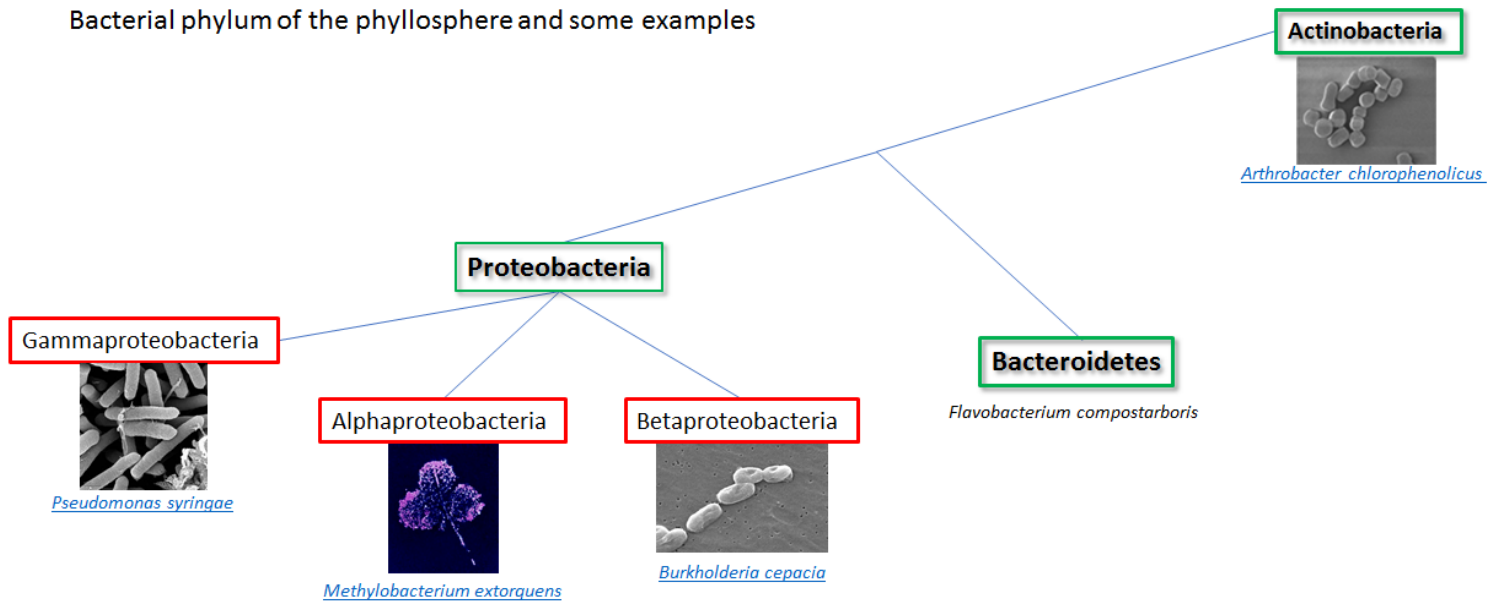 Bacterial phylum of the phyllosphere and some examples
Actinobacteria
Arthrobacter chlorophenolicus
Proteobacteria
Gammaproteobacteria
Pseudomonas syringae
Alphaproteobacteria
Methylobacterium extorquens
Betaproteobacteria
Burkholderia cepacia
Bacteroidetes
Flavobacterium compostarboris